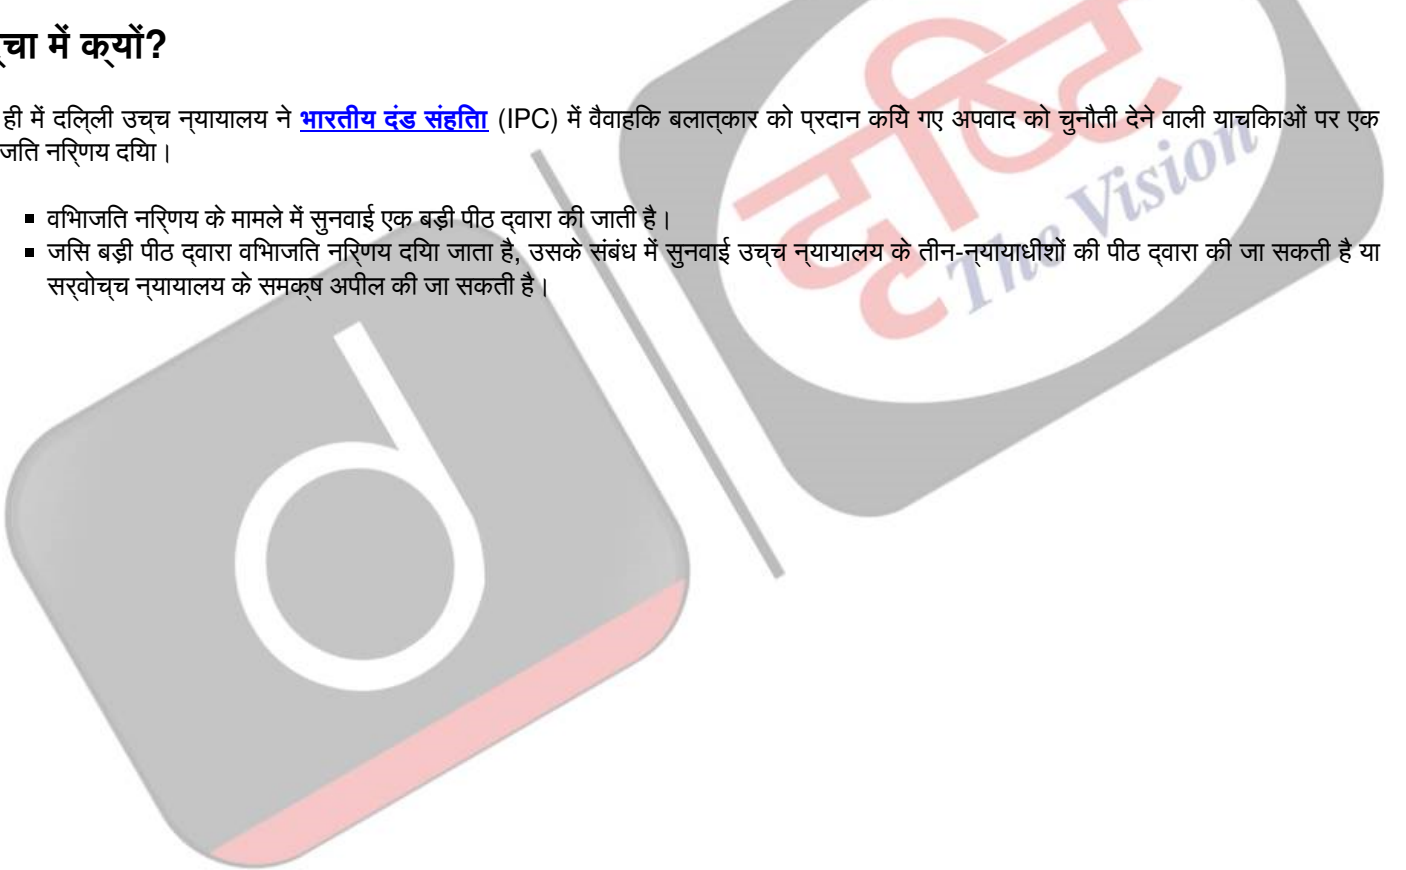 चा में क्यों?
ही में दिल्ली उच्च न्यायालय ने भारतीय दंड संहिता (IPC) में वैवाहिक बलात्कार को प्रदान किये गए अपवाद को चुनौती देने वाली याचिकाओं पर एक
जित निर्णय दिया।
विभाजित निर्णय के मामले में सुनवाई एक बड़ी पीठ द्वारा की जाती है।
जिस बड़ी पीठ द्वारा विभाजित निर्णय दिया जाता है, उसके संबंध में सुनवाई उच्च न्यायालय के तीन-न्यायाधीशों की पीठ द्वारा की जा सकती है या
सर्वोच्च न्यायालय के समक्ष अपील की जा सकती है।
दृष्टि
The Vision
d